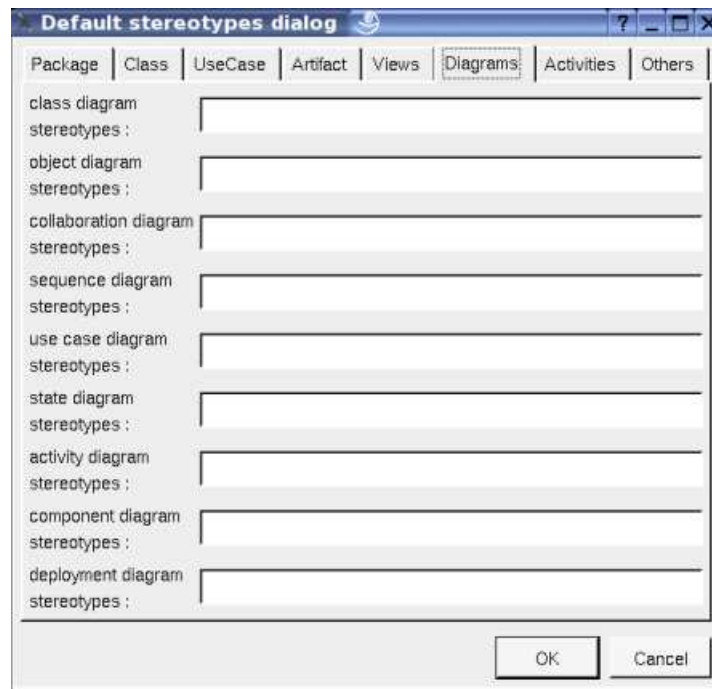 Default stereotypes dialog
Package Class UseCase Artifact Views Diagrams Activities Others
class diagram
stereotypes :
object diagram
stereotypes :
collaboration diagram
stereotypes :
sequence diagram
stereotypes :
use case diagram
stereotypes :
state diagram
stereotypes :
activity diagram
stereotypes :
component diagram
stereotypes :
deployment diagram
stereotypes :
OK Cancel